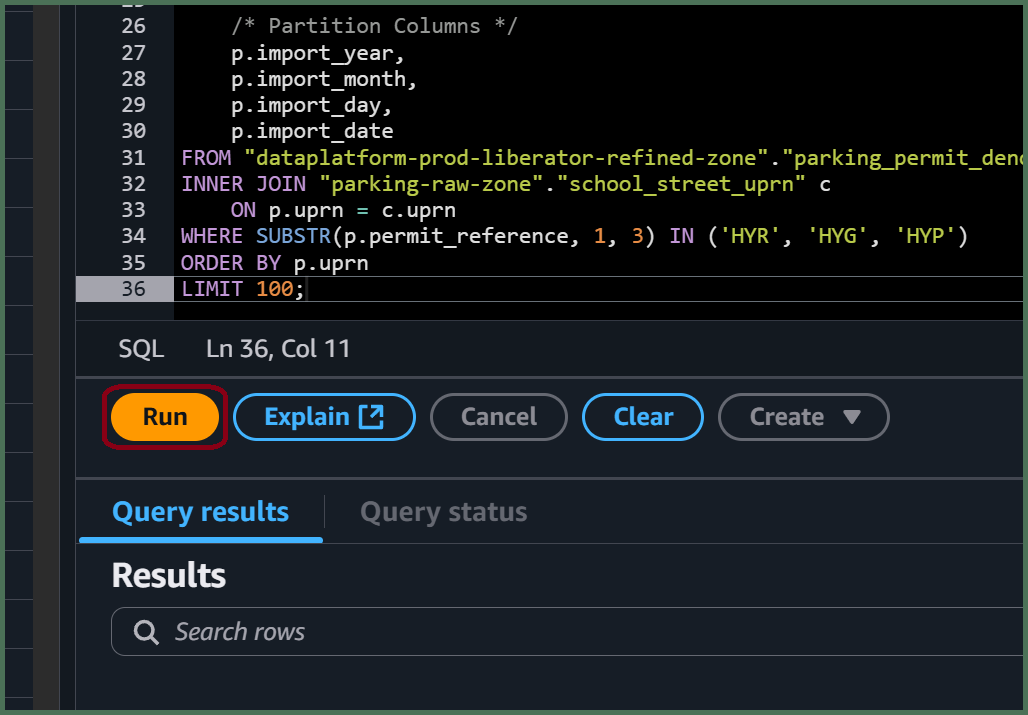 26 /* Partition Columns */
27 p.import_year,
28 p.import_month,
29 p.import_day,
30 p.import_date
31 FROM "dataplatform-prod-liberator-refined-zone"."parking_permit_den
32 INNER JOIN "parking-raw-zone"."school_street_uprn" c
33 ON p.uprn = c.uprn
34 WHERE SUBSTR(p.permit_reference, 1, 3) IN ('HYR', 'HYG', 'HYP')
35 ORDER BY p.uprn
36 LIMIT 100;
SQL Ln 36, Col 11
Run Explain Cancel Clear Create
Query results Query status
Results
Search rows